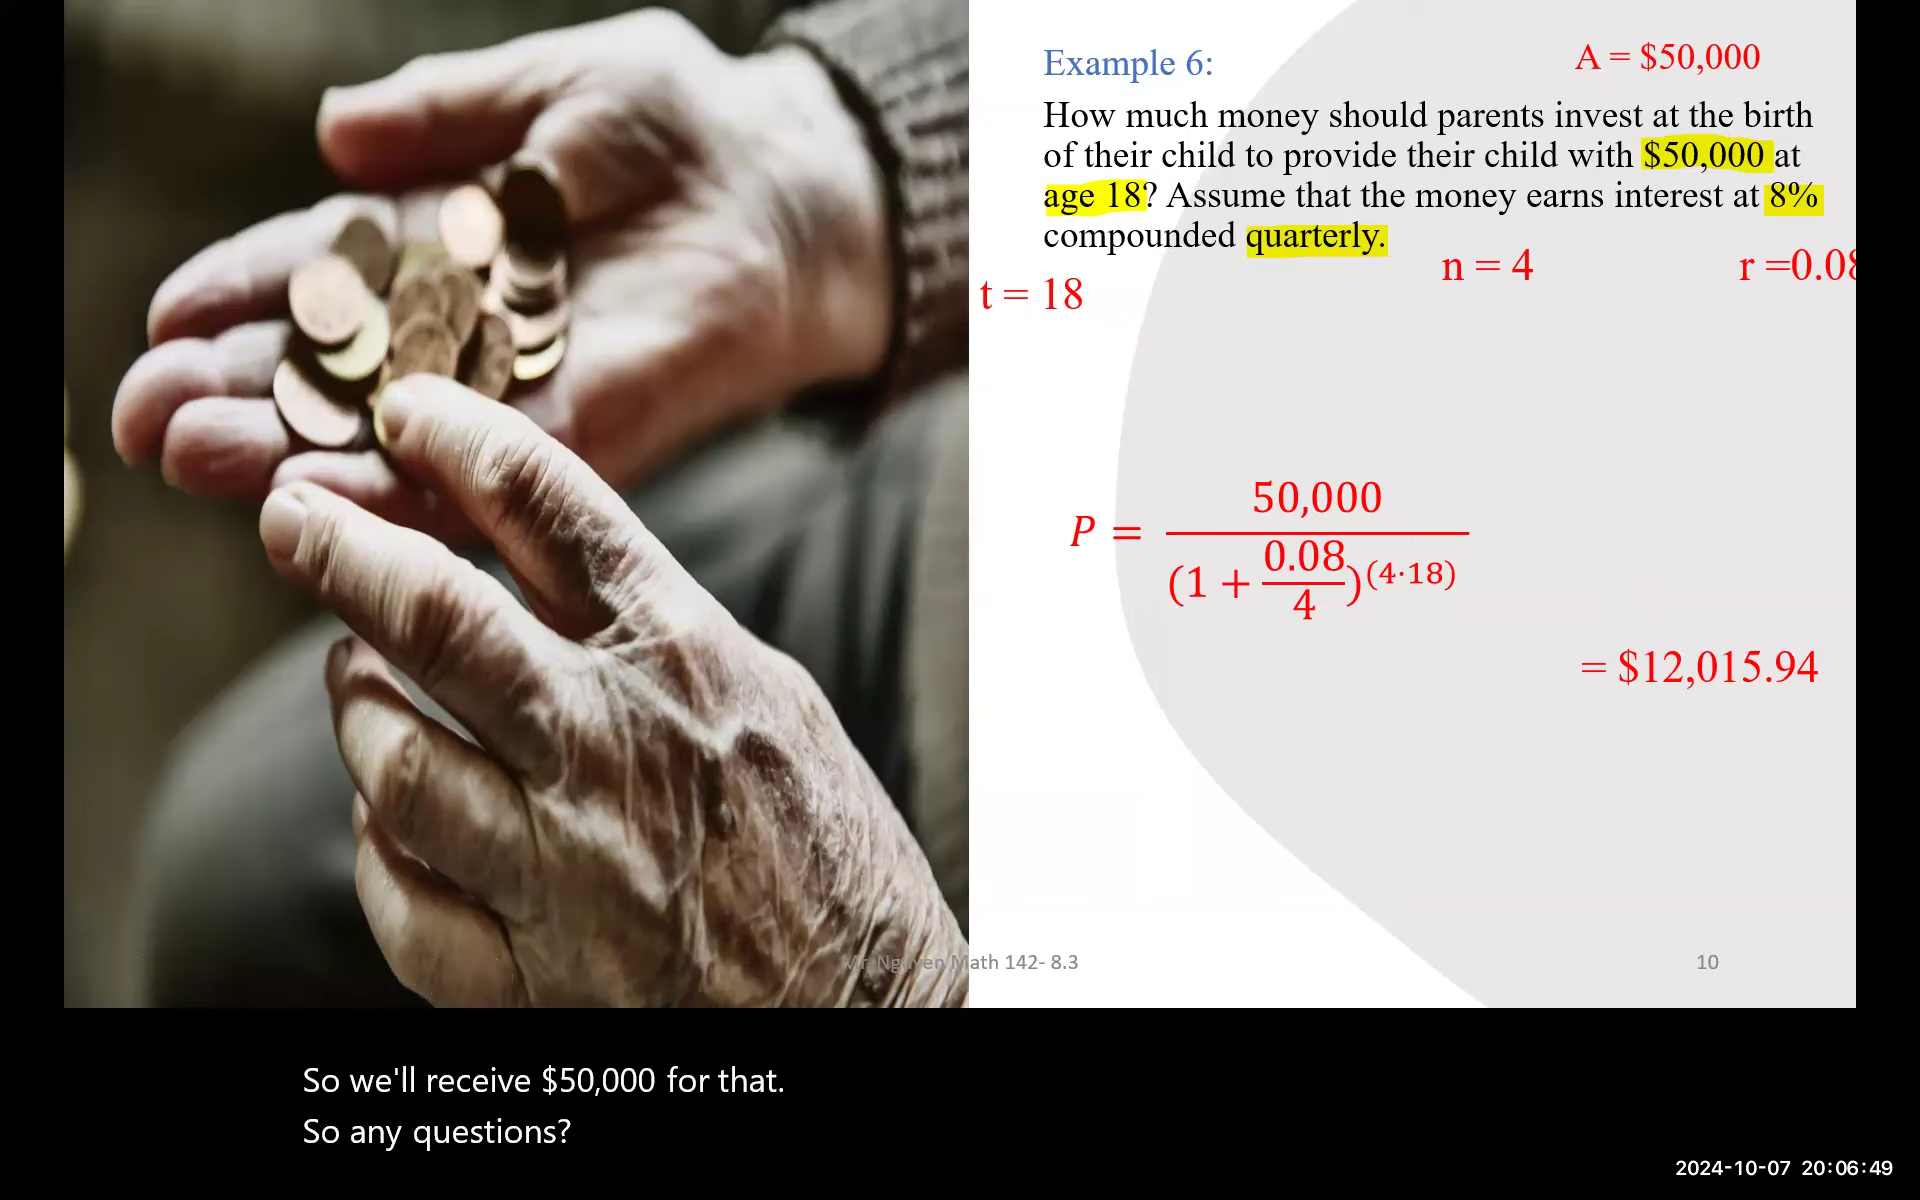 Example 6:
A = $50,000
How much money should parents invest at the birth
of their child to provide their child with $50,000 at
age 18? Assume that the money earns interest at 8%
compounded quarterly.
n = 4
r =0.08
t = 18
P = 50,000 / (1 + 0.08/4)^(4·18)
= $12,015.94
Mr Nguyen Math 142- 8.3
10
So we'll receive $50,000 for that.
So any questions?
2024-10-07 20:06:49